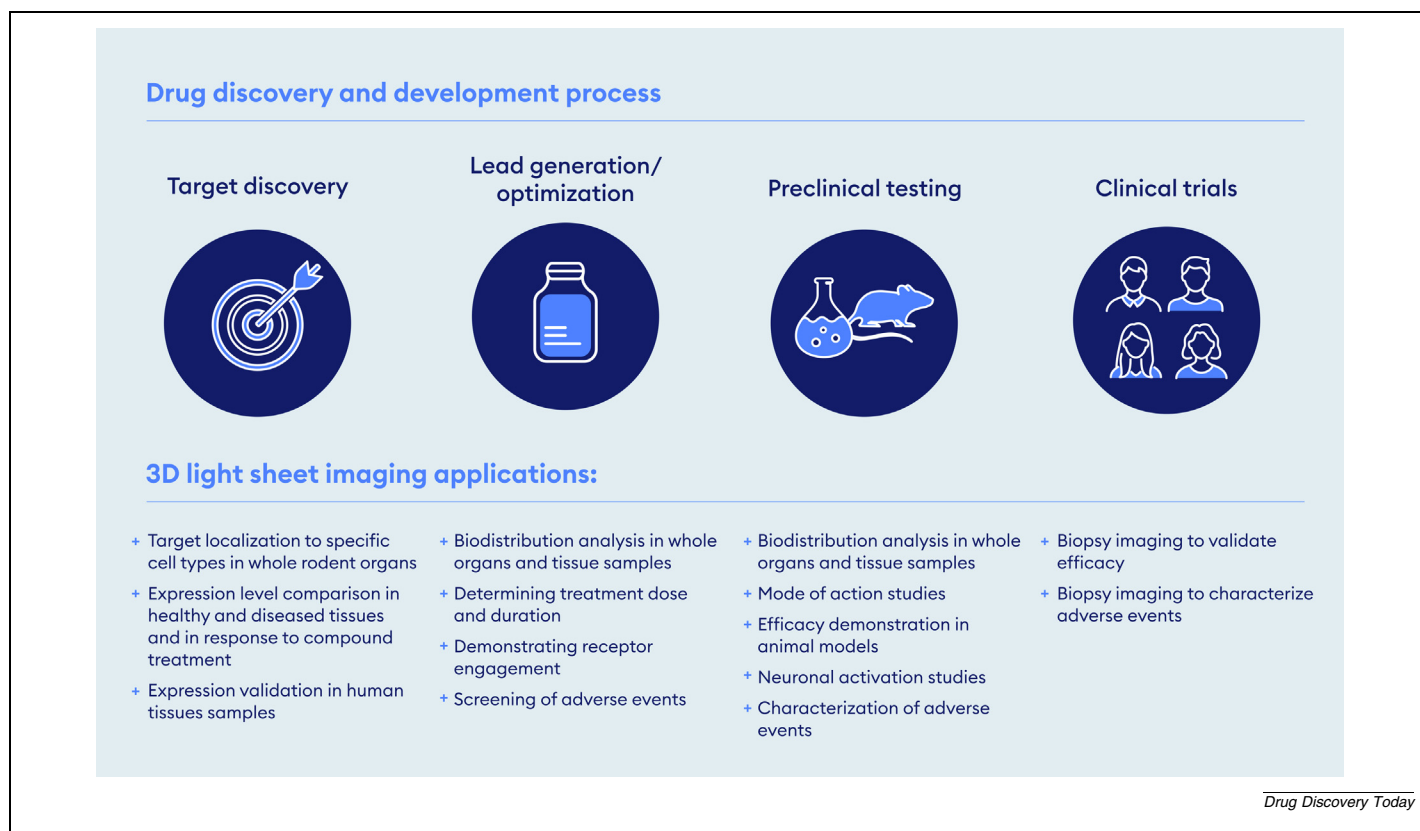 Drug discovery and development process
Target discovery
Lead generation/
optimization
Preclinical testing
Clinical trials
3D light sheet imaging applications:
+ Target localization to specific
cell types in whole rodent organs
+ Expression level comparison in
healthy and diseased tissues
and in response to compound
treatment
+ Expression validation in human
tissues samples
+ Biodistribution analysis in whole
organs and tissue samples
+ Determining treatment dose
and duration
+ Demonstrating receptor
engagement
+ Screening of adverse events
+ Biodistribution analysis in whole
organs and tissue samples
+ Mode of action studies
+ Efficacy demonstration in
animal models
+ Neuronal activation studies
+ Characterization of adverse
events
+ Biopsy imaging to validate
efficacy
+ Biopsy imaging to characterize
adverse events
Drug Discovery Today